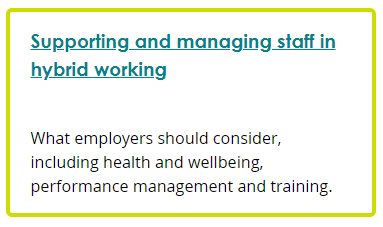 Supporting and managing staff in
hybrid working
What employers should consider,
including health and wellbeing,
performance management and training.